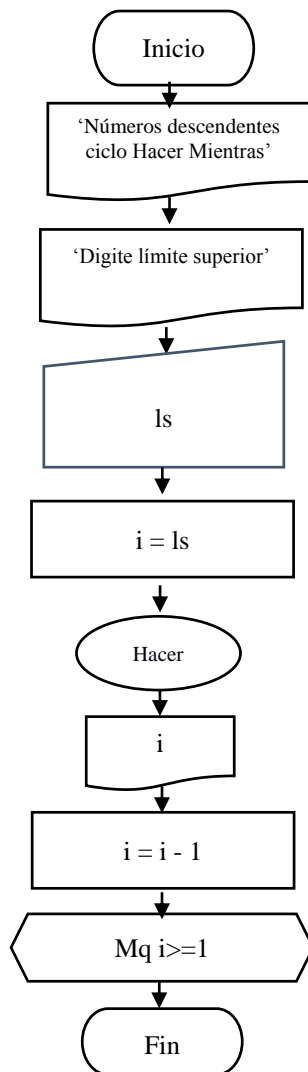 Inicio
‘Números descendentes
ciclo Hacer Mientras’
‘Digite límite superior’
ls
i = ls
Hacer
i
i = i - 1
Mq i>=1
Fin